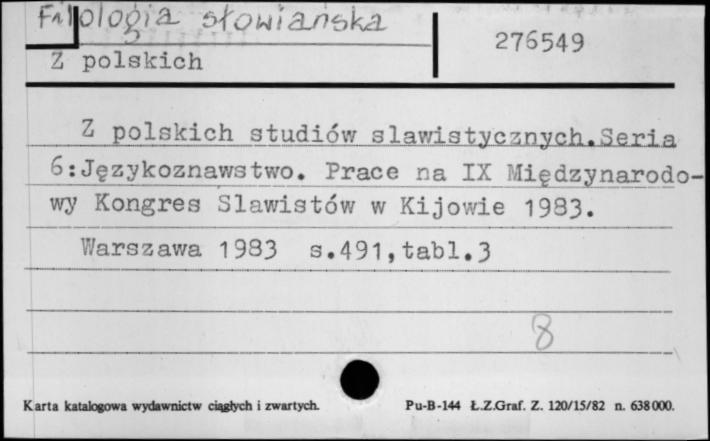 Filologia słowiańska
276549
Z polskich
Z polskich studiów slawistycznych.Seria
6:Językoznawstwo. Prace na IX Międzynarodo-
wy Kongres Slawistów w Kijowie 1983.
Warszawa 1983 s.491,tabl.3
8
Karta katalogowa wydawnictw ciągłych i zwartych.
Pu-B-144 Ł.Z.Graf. Z. 120/15/82 n. 638000.